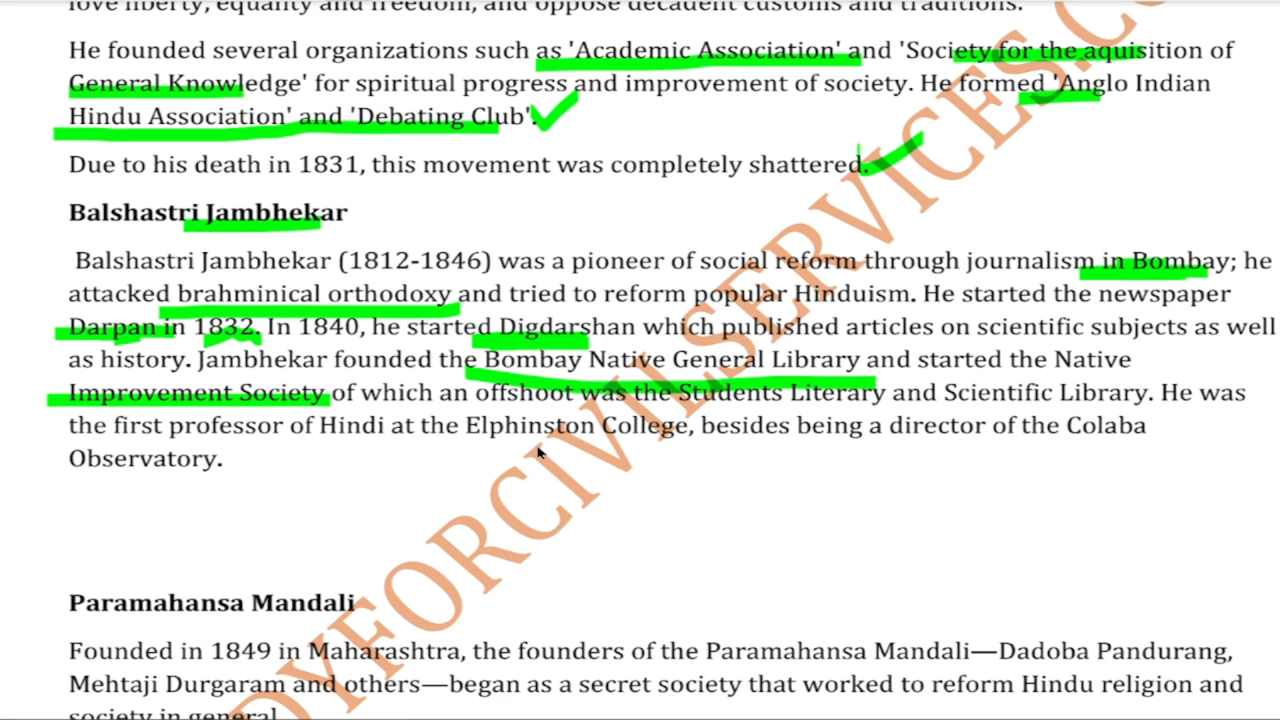 love liberty, equality and freedom, and oppose decadent customs and traditions.
He founded several organizations such as 'Academic Association' and 'Society for the aquisition of
General Knowledge' for spiritual progress and improvement of society. He formed 'Anglo Indian
Hindu Association' and 'Debating Club'.
Due to his death in 1831, this movement was completely shattered.
Balshastri Jambhekar
Balshastri Jambhekar (1812-1846) was a pioneer of social reform through journalism in Bombay; he
attacked brahminical orthodoxy and tried to reform popular Hinduism. He started the newspaper
Darpan in 1832. In 1840, he started Digdarshan which published articles on scientific subjects as well
as history. Jambhekar founded the Bombay Native General Library and started the Native
Improvement Society of which an offshoot was the Students Literary and Scientific Library. He was
the first professor of Hindi at the Elphinston College, besides being a director of the Colaba
Observatory.
Paramahansa Mandali
Founded in 1849 in Maharashtra, the founders of the Paramahansa Mandali—Dadoba Pandurang,
Mehtaji Durgaram and others—began as a secret society that worked to reform Hindu religion and
society in general.
DYFORCIVILSERVICES.CO